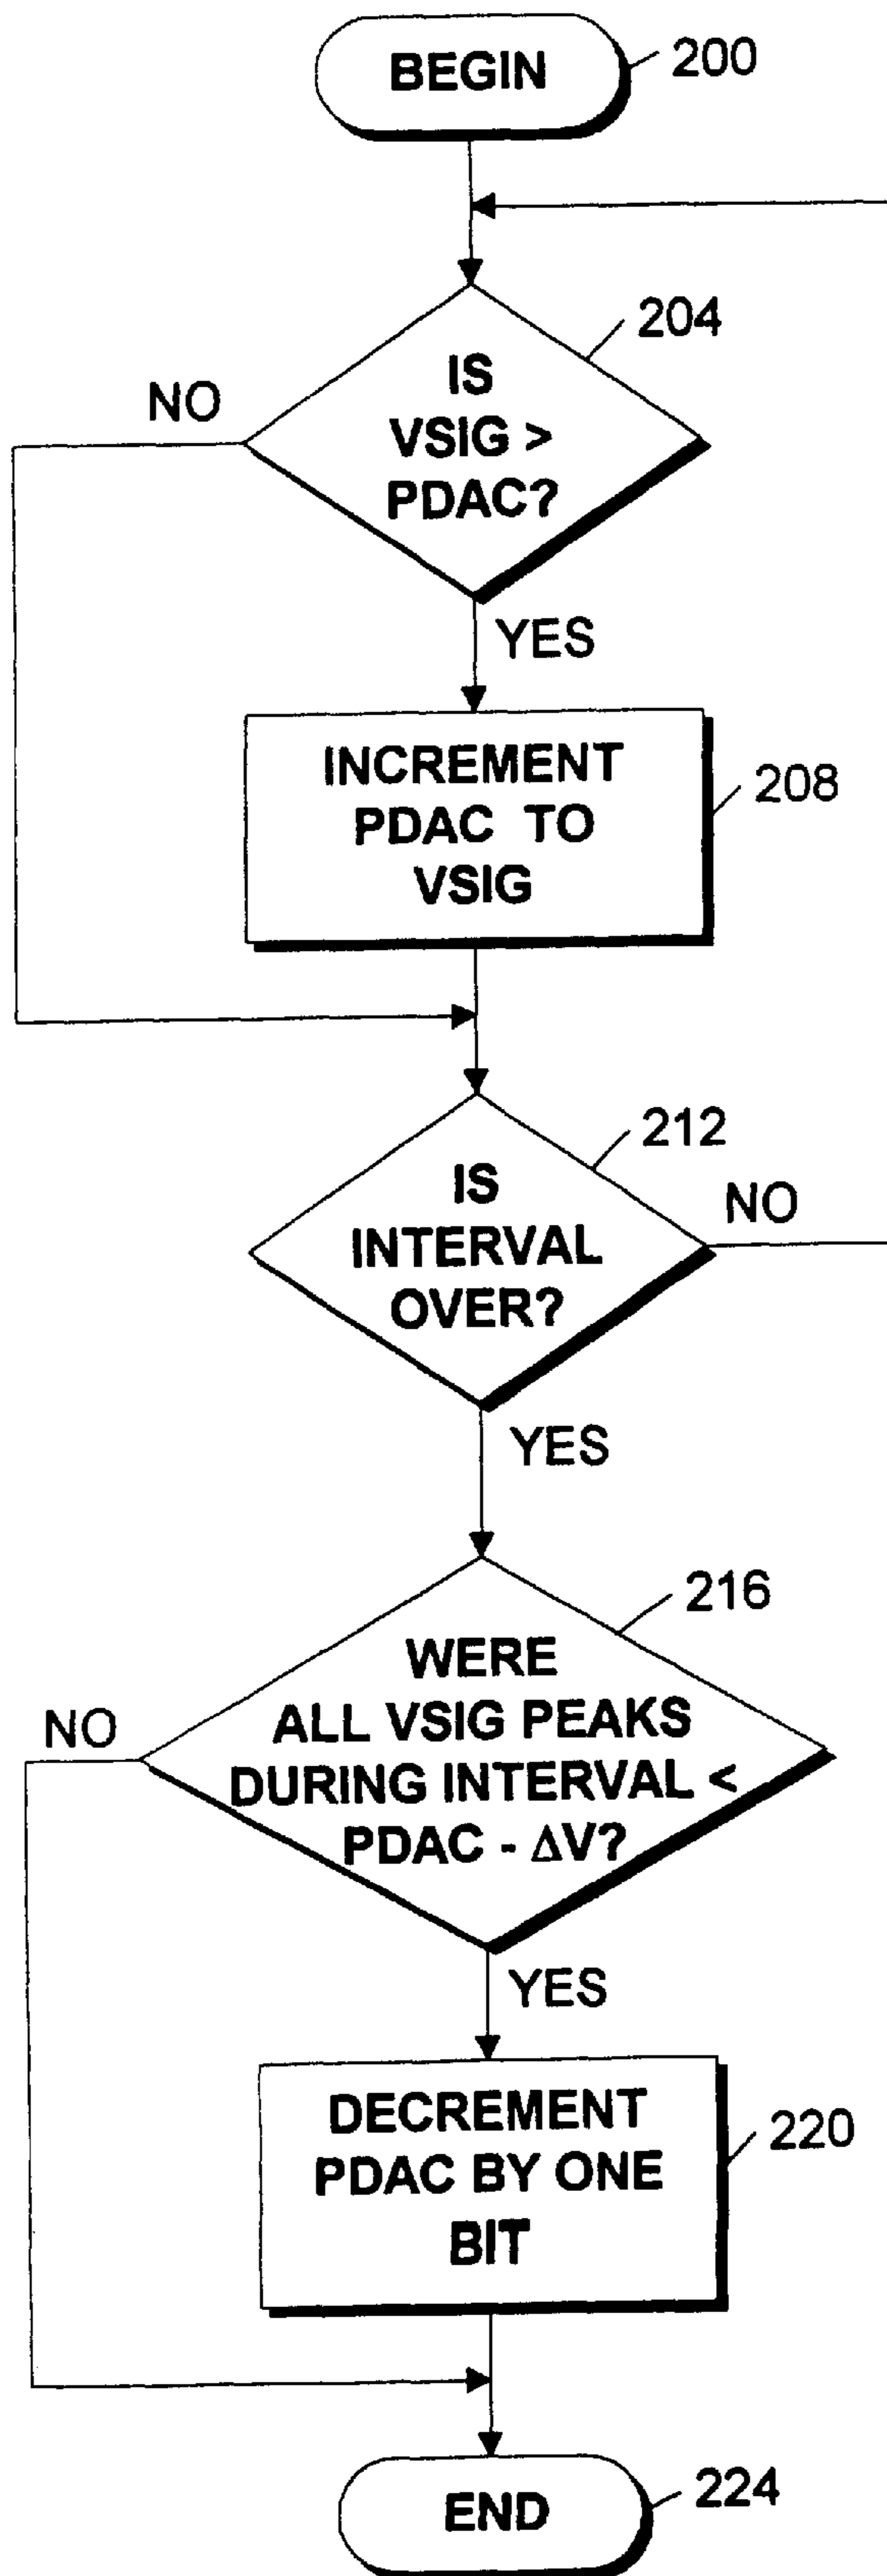 BEGIN
200
204
IS
VSIG >
PDAC?
NO
YES
INCREMENT
PDAC TO
VSIG
208
212
IS
INTERVAL
OVER?
NO
YES
216
WERE
ALL VSIG PEAKS
DURING INTERVAL <
PDAC - ΔV?
NO
YES
DECREMENT
PDAC BY ONE
BIT
220
END
224